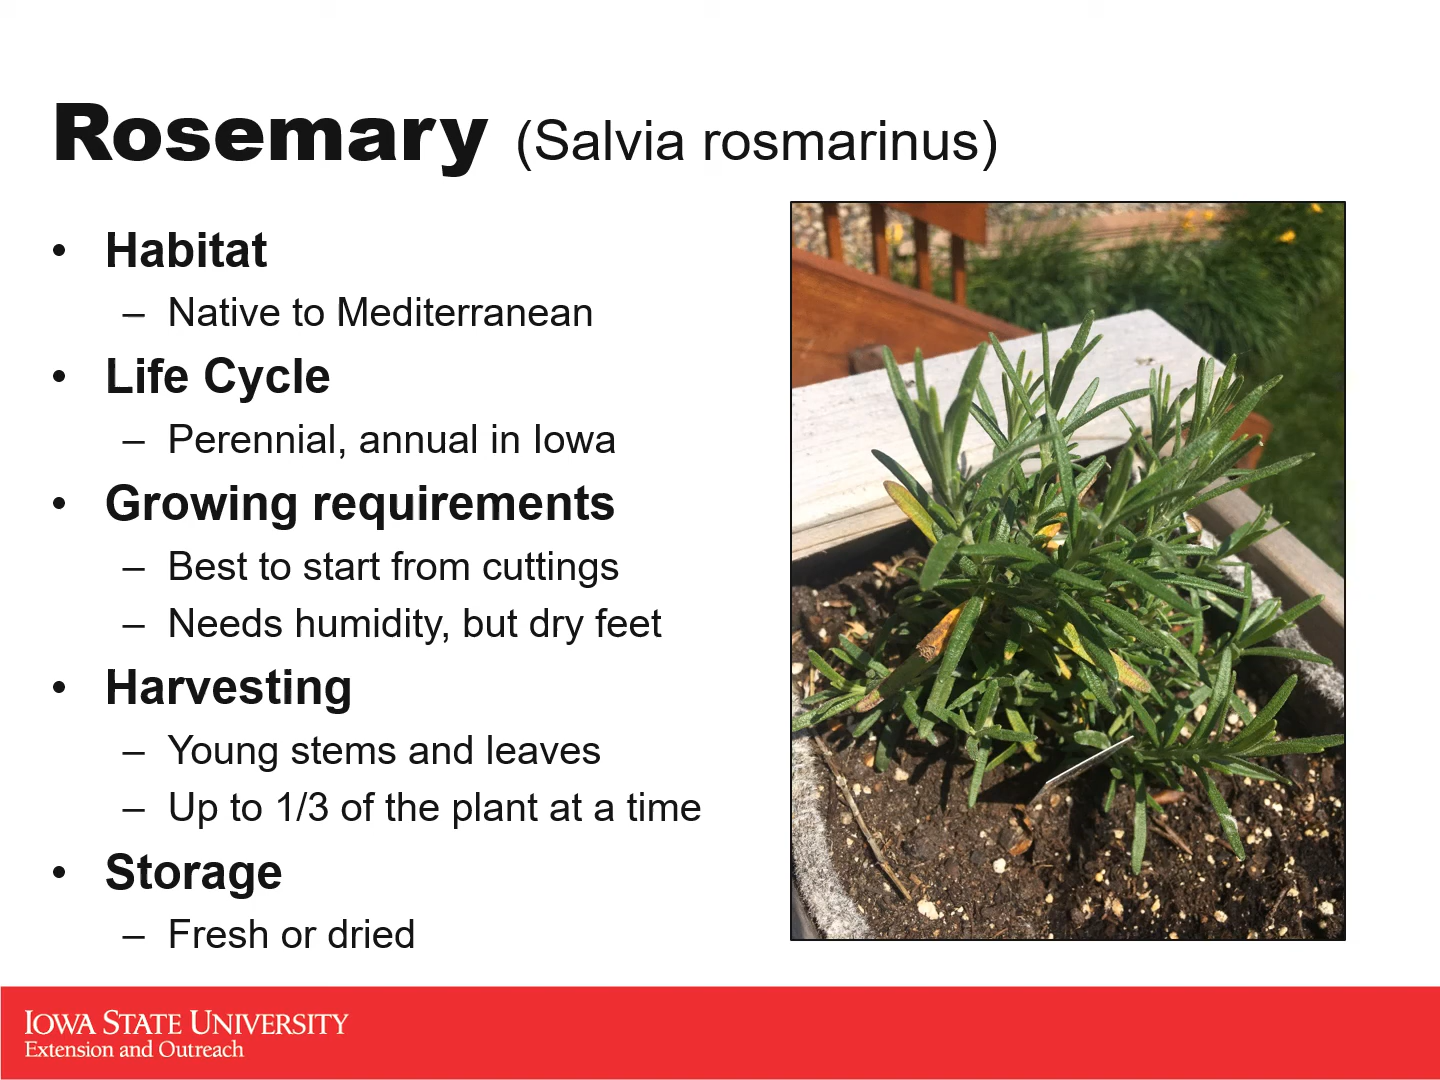 Rosemary (Salvia rosmarinus)
• Habitat
– Native to Mediterranean
• Life Cycle
– Perennial, annual in Iowa
• Growing requirements
– Best to start from cuttings
– Needs humidity, but dry feet
• Harvesting
– Young stems and leaves
– Up to 1/3 of the plant at a time
• Storage
– Fresh or dried
IOWA STATE UNIVERSITY
Extension and Outreach